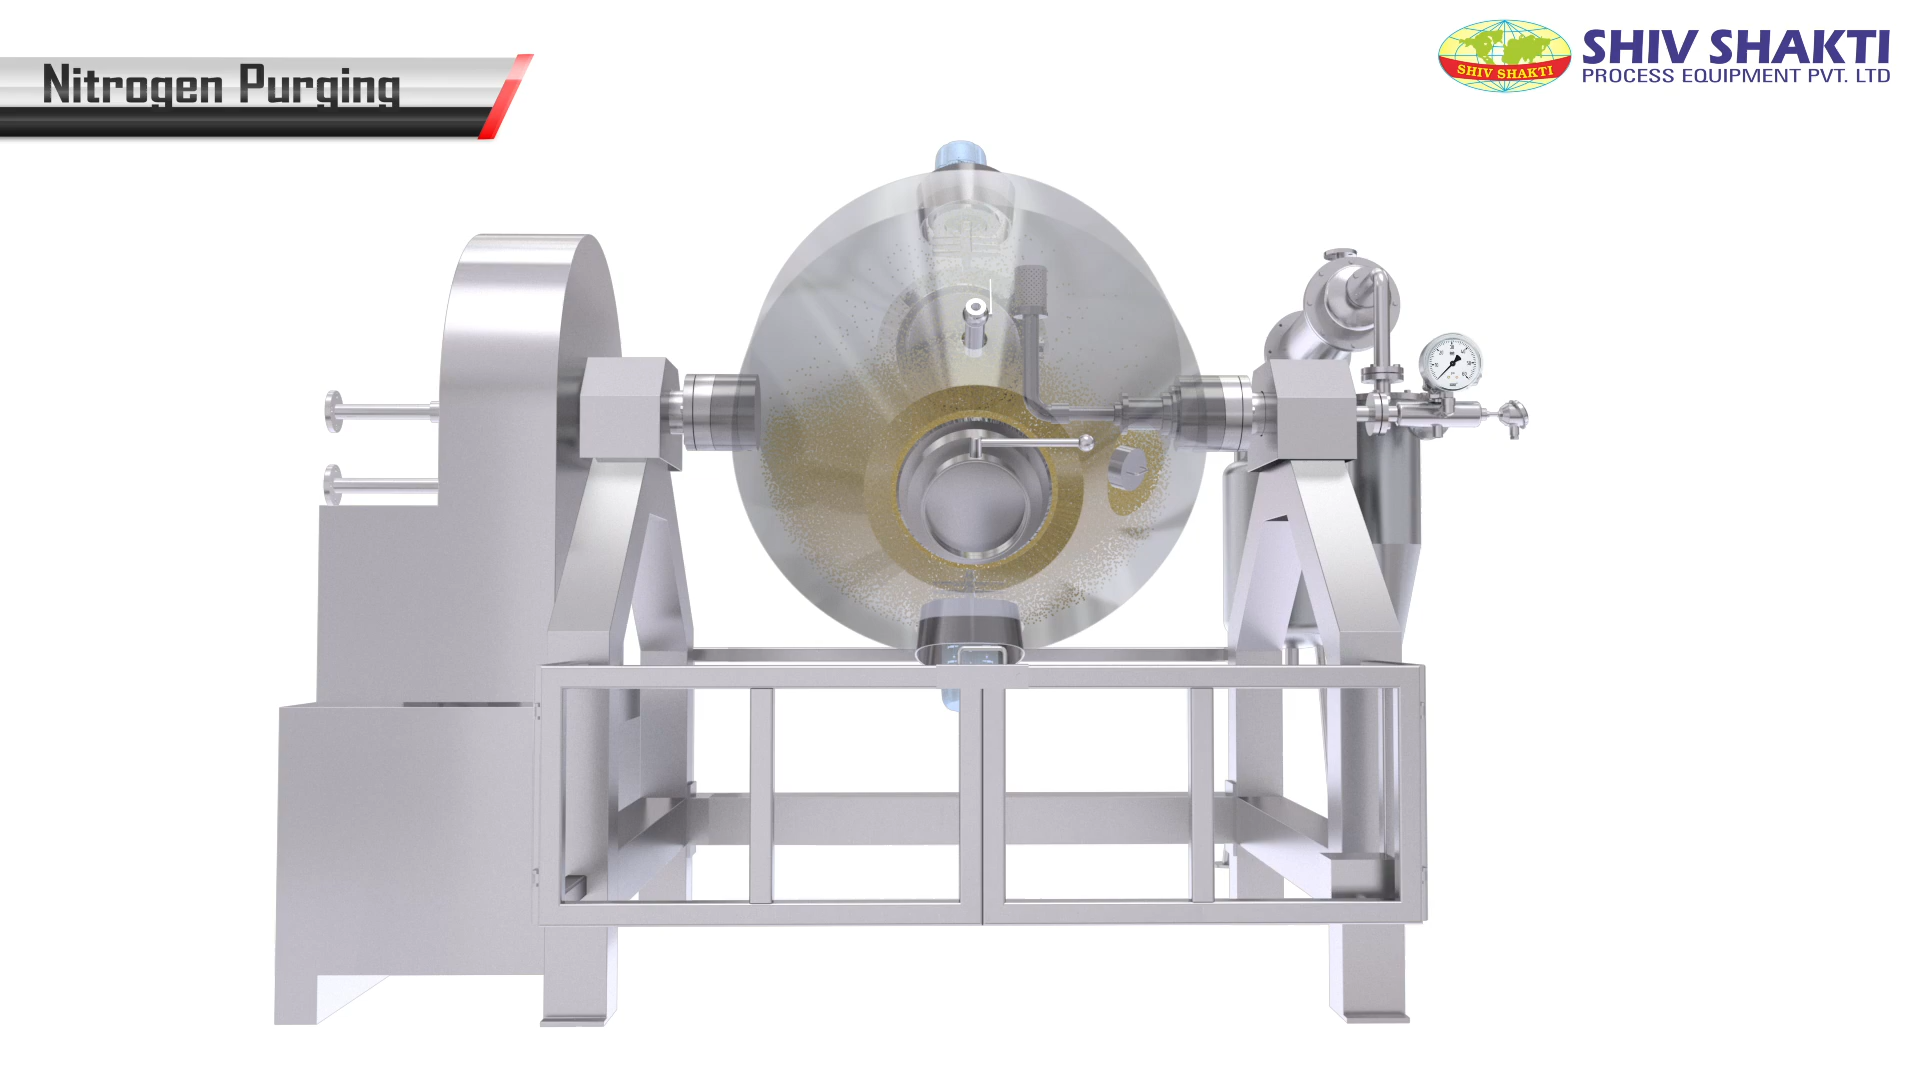 Nitrogen Purging
SHIV SHAKTI
SHIV SHAKTI
PROCESS EQUIPMENT PVT. LTD